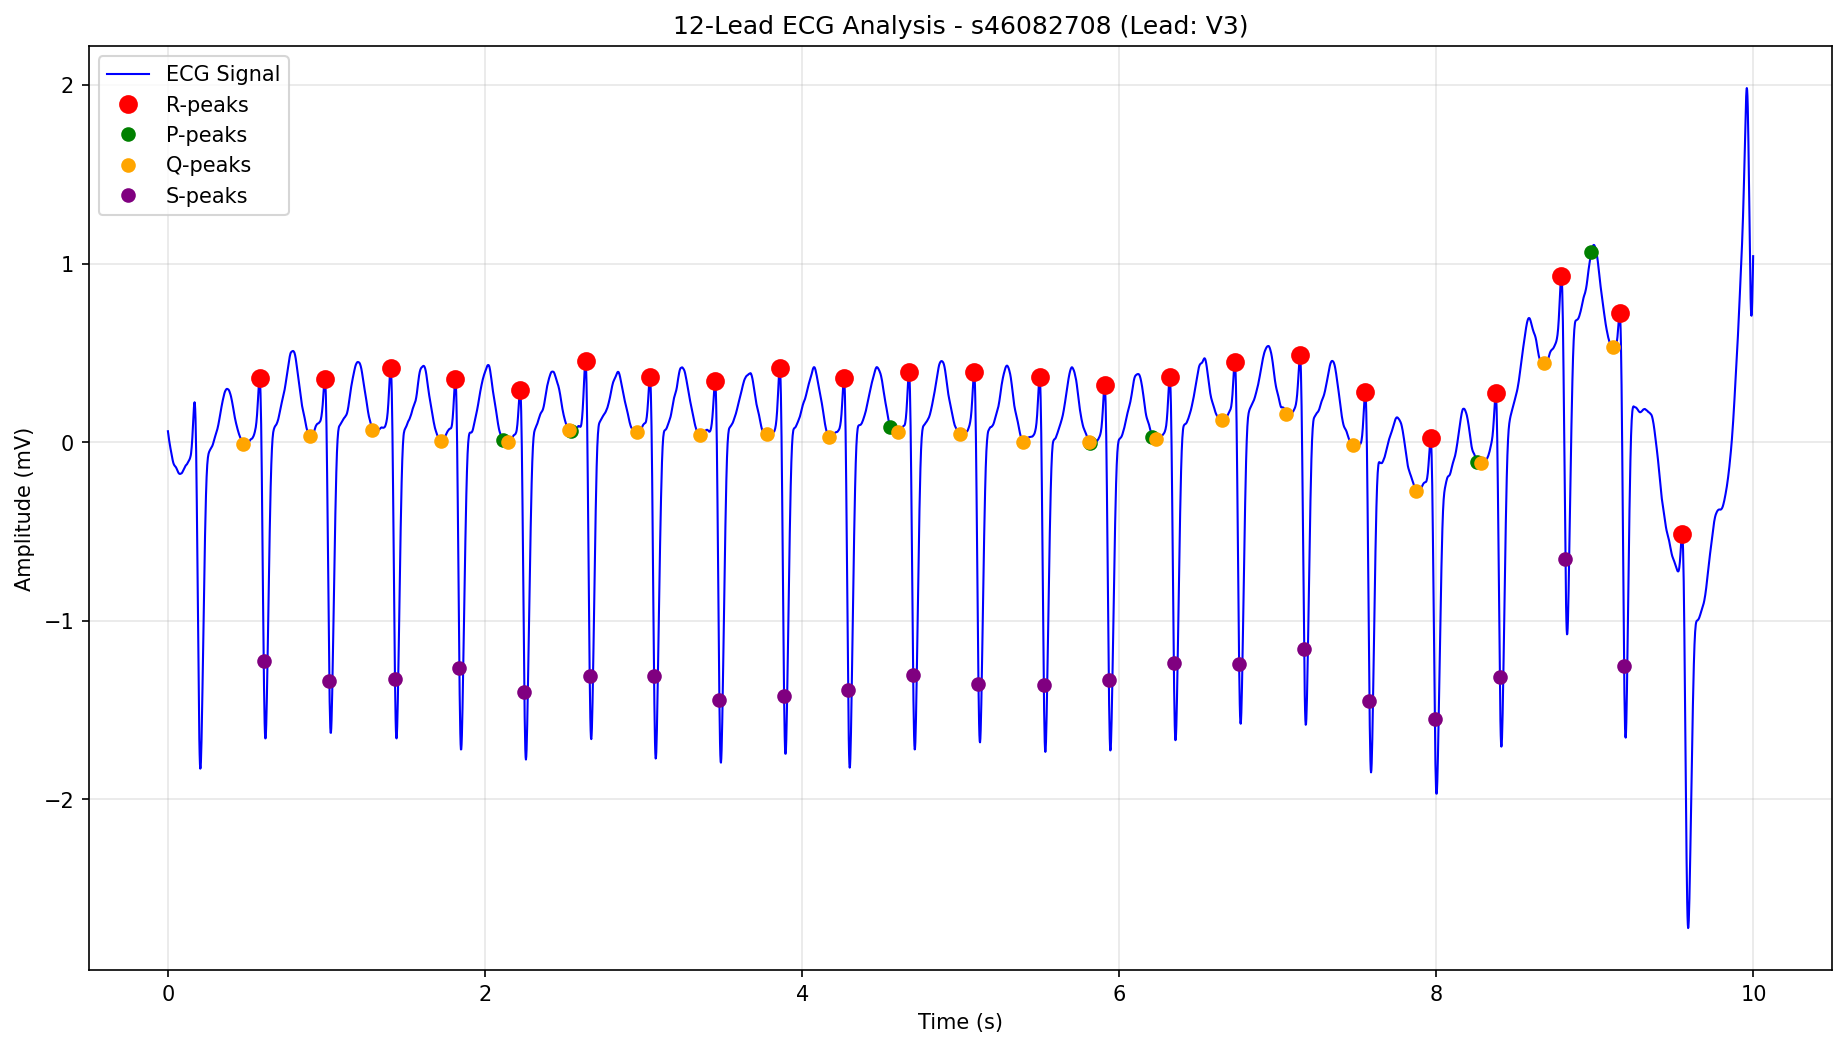 12-Lead ECG Analysis - s46082708 (Lead: V3)
ECG Signal
R-peaks
P-peaks
Q-peaks
S-peaks
2
1
0
−1
−2
Amplitude (mV)
0 2 4 6 8 10
Time (s)